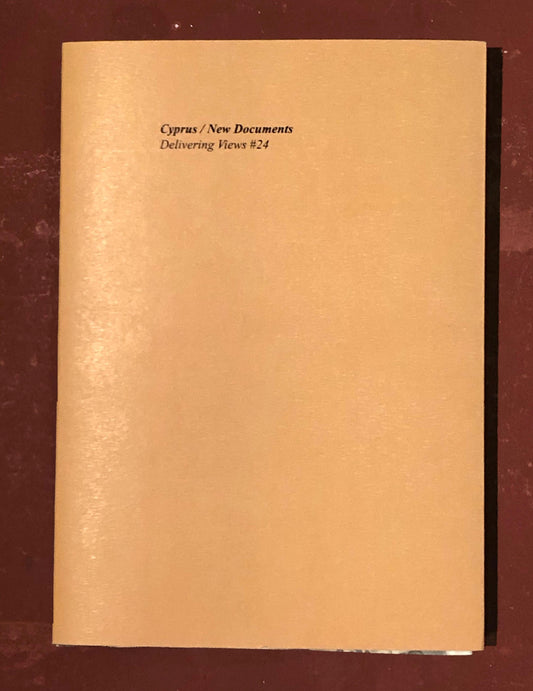 Cyprus / New Documents
Delivering Views #24